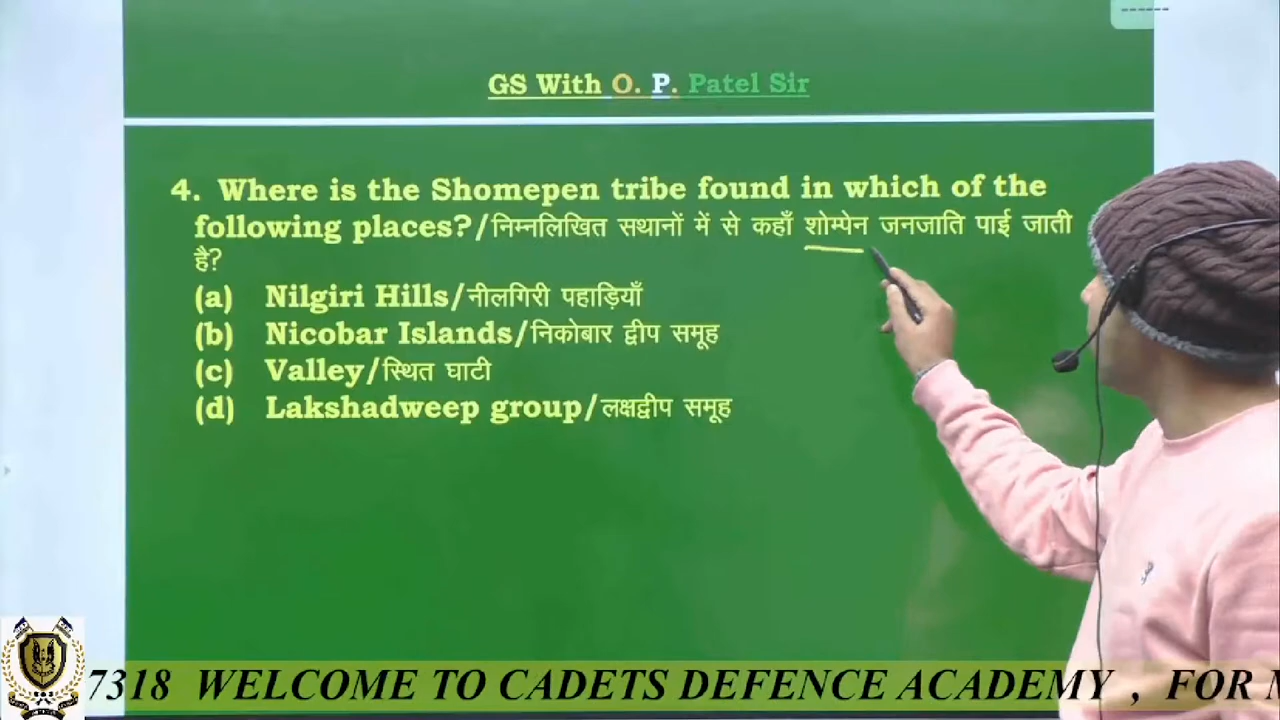 GS With O. P. Patel Sir
4. Where is the Shomepen tribe found in which of the
following places?/निम्नलिखित सथानों में से कहाँ शोम्पेन जनजाति पाई जाती
है?
(a) Nilgiri Hills/नीलगिरी पहाड़ियाँ
(b) Nicobar Islands/निकोबार द्वीप समूह
(c) Valley/स्थित घाटी
(d) Lakshadweep group/लक्षद्वीप समूह
7318 WELCOME TO CADETS DEFENCE ACADEMY , FOR